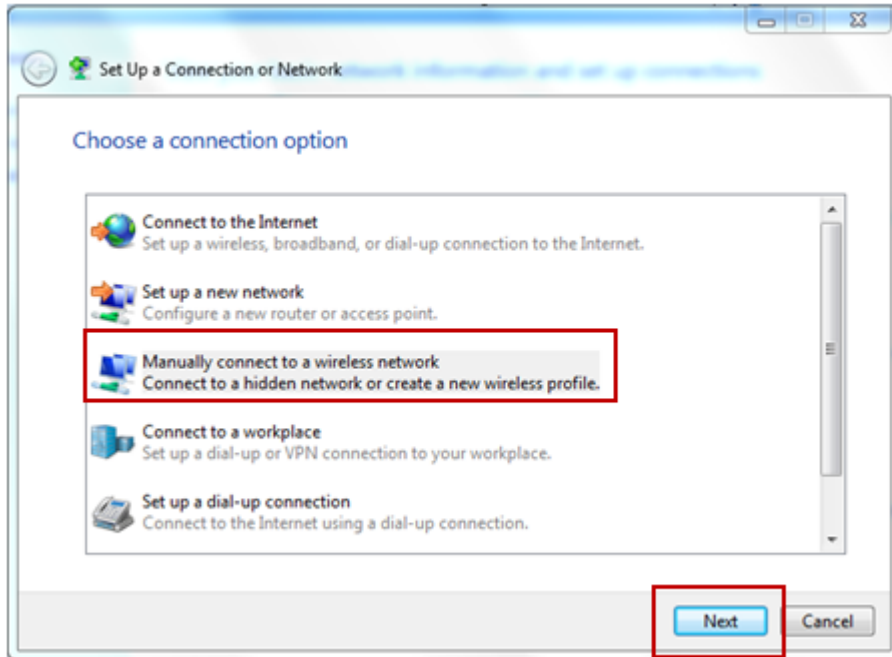 Set Up a Connection or Network
Choose a connection option
Connect to the Internet
Set up a wireless, broadband, or dial-up connection to the Internet.
Set up a new network
Configure a new router or access point.
Manually connect to a wireless network
Connect to a hidden network or create a new wireless profile.
Connect to a workplace
Set up a dial-up or VPN connection to your workplace.
Set up a dial-up connection
Connect to the Internet using a dial-up connection.
Next Cancel